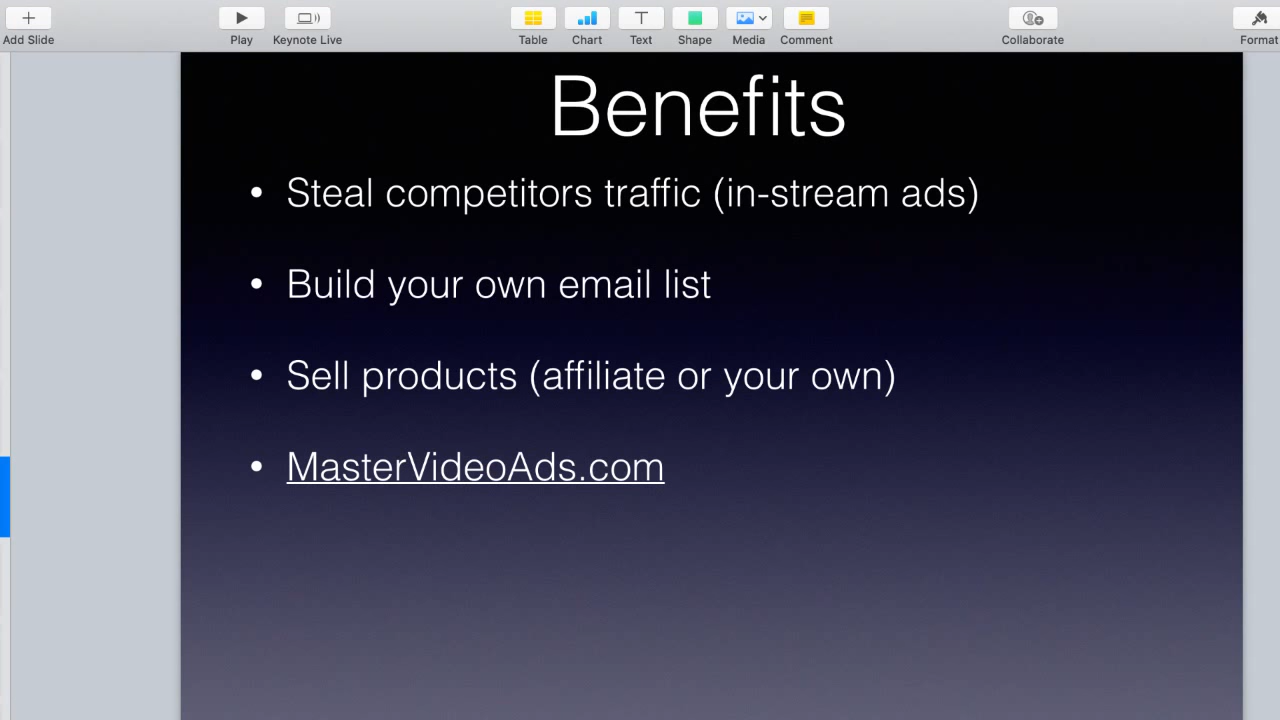 Add Slide
Play
Keynote Live
Table
Chart
Text
Shape
Media
Comment
Collaborate
Format
Benefits
• Steal competitors traffic (in-stream ads)
• Build your own email list
• Sell products (affiliate or your own)
• MasterVideoAds.com